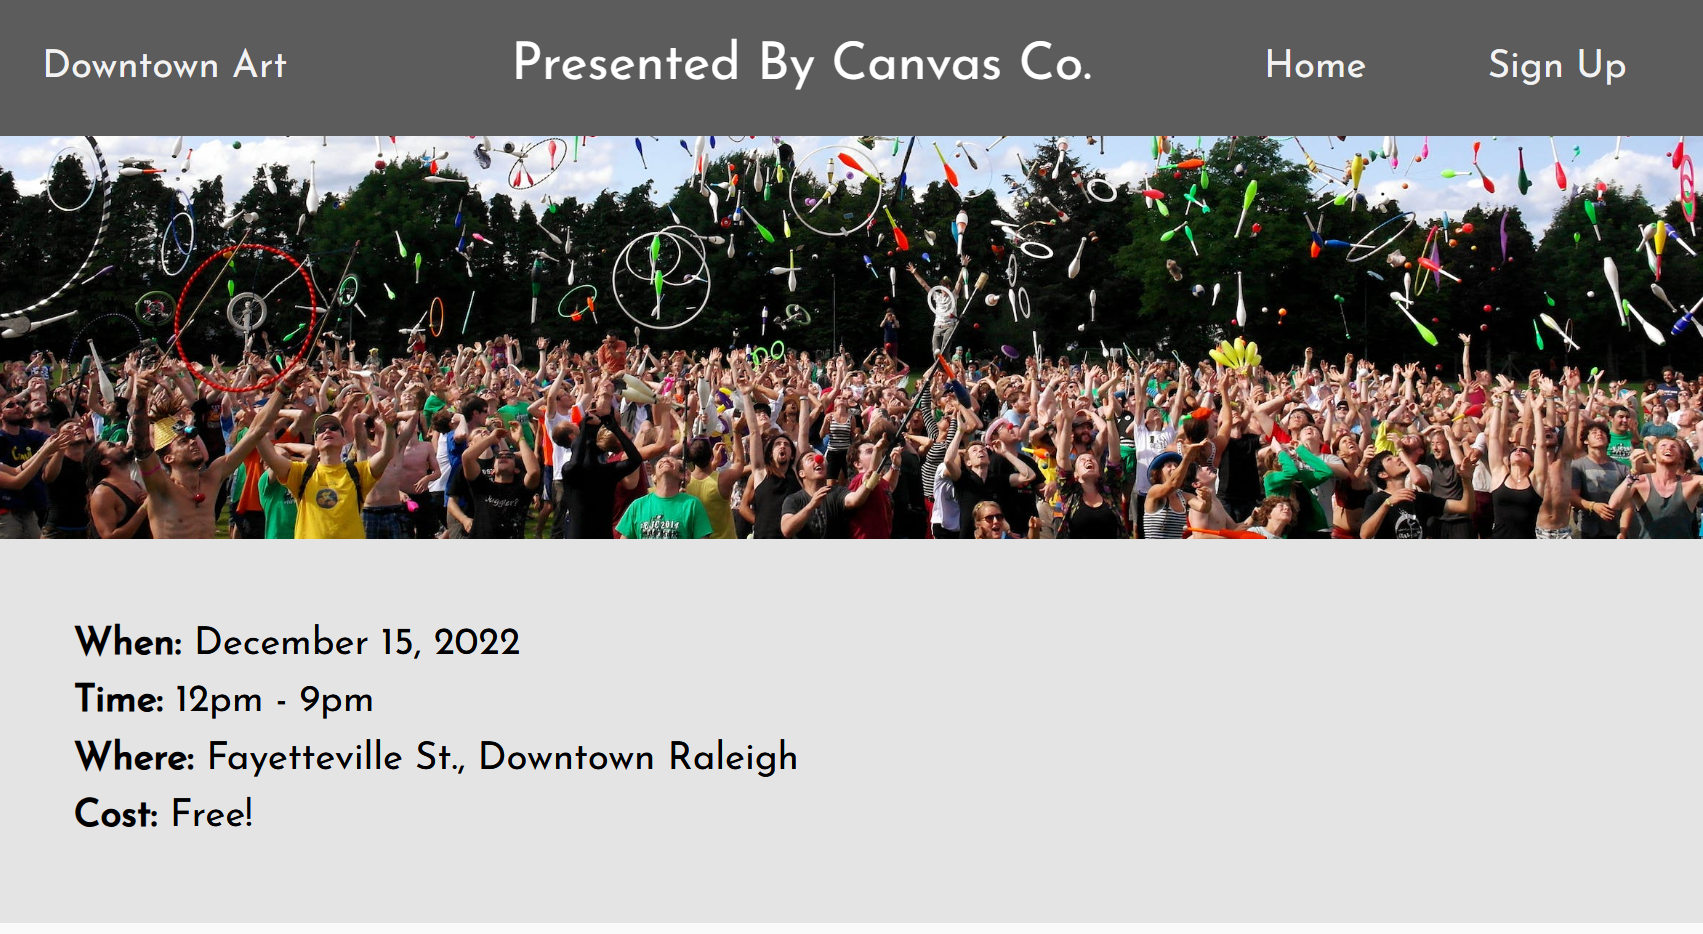 Downtown Art
Presented By Canvas Co.
Home
Sign Up
Juggler?
When: December 15, 2022
Time: 12pm - 9pm
Where: Fayetteville St., Downtown Raleigh
Cost: Free!